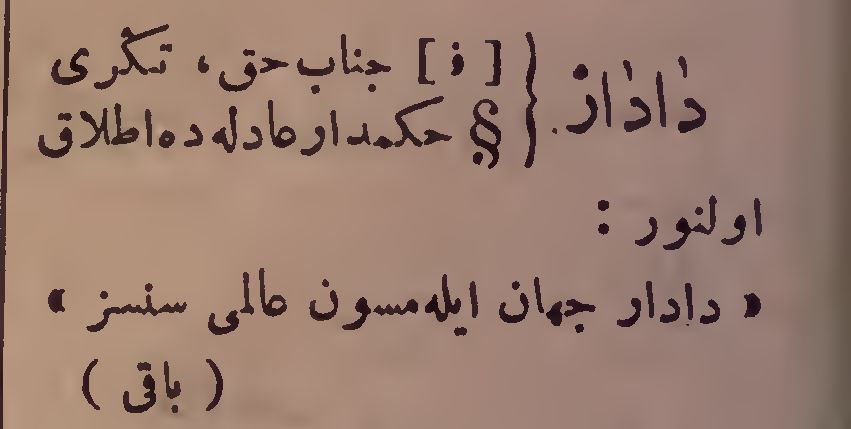 دادار. { [ ف ] جناب حق، تکری
§ حکمدار عادله ده اطلاق
اولنور :
« دادار جهان ایله مسون عالمی سنسز »
( باقی )